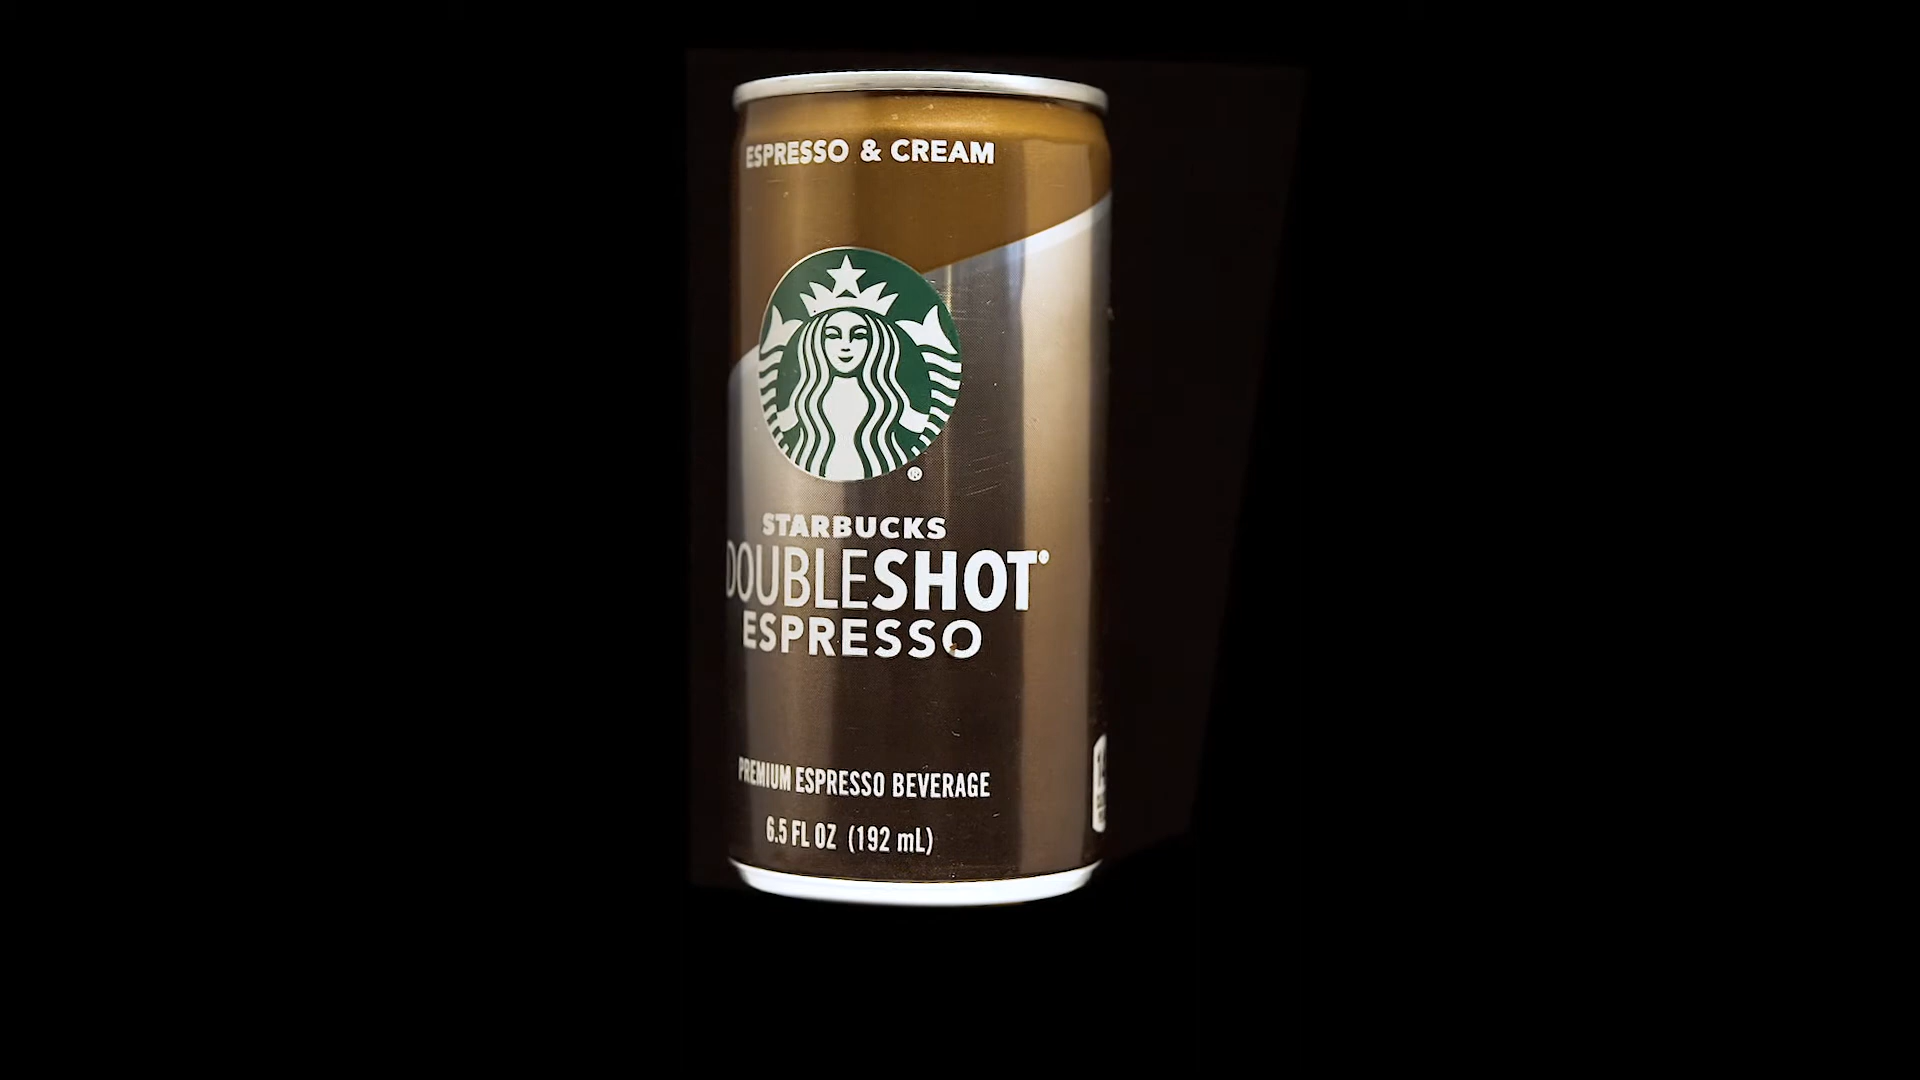 ESPRESSO & CREAM
STARBUCKS
DOUBLESHOT®
ESPRESSO
PREMIUM ESPRESSO BEVERAGE
6.5 FL OZ (192 mL)